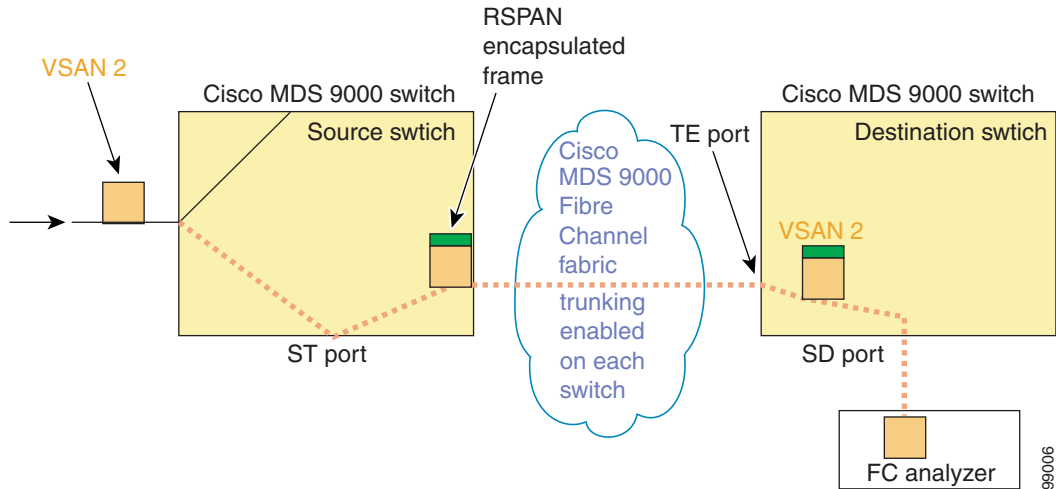 RSPAN
encapsulated
frame
VSAN 2
Cisco MDS 9000 switch
Source swtich
ST port
Cisco
MDS 9000
Fibre
Channel
fabric
trunking
enabled
on each
switch
TE port
Cisco MDS 9000 switch
Destination swtich
VSAN 2
SD port
FC analyzer
99006